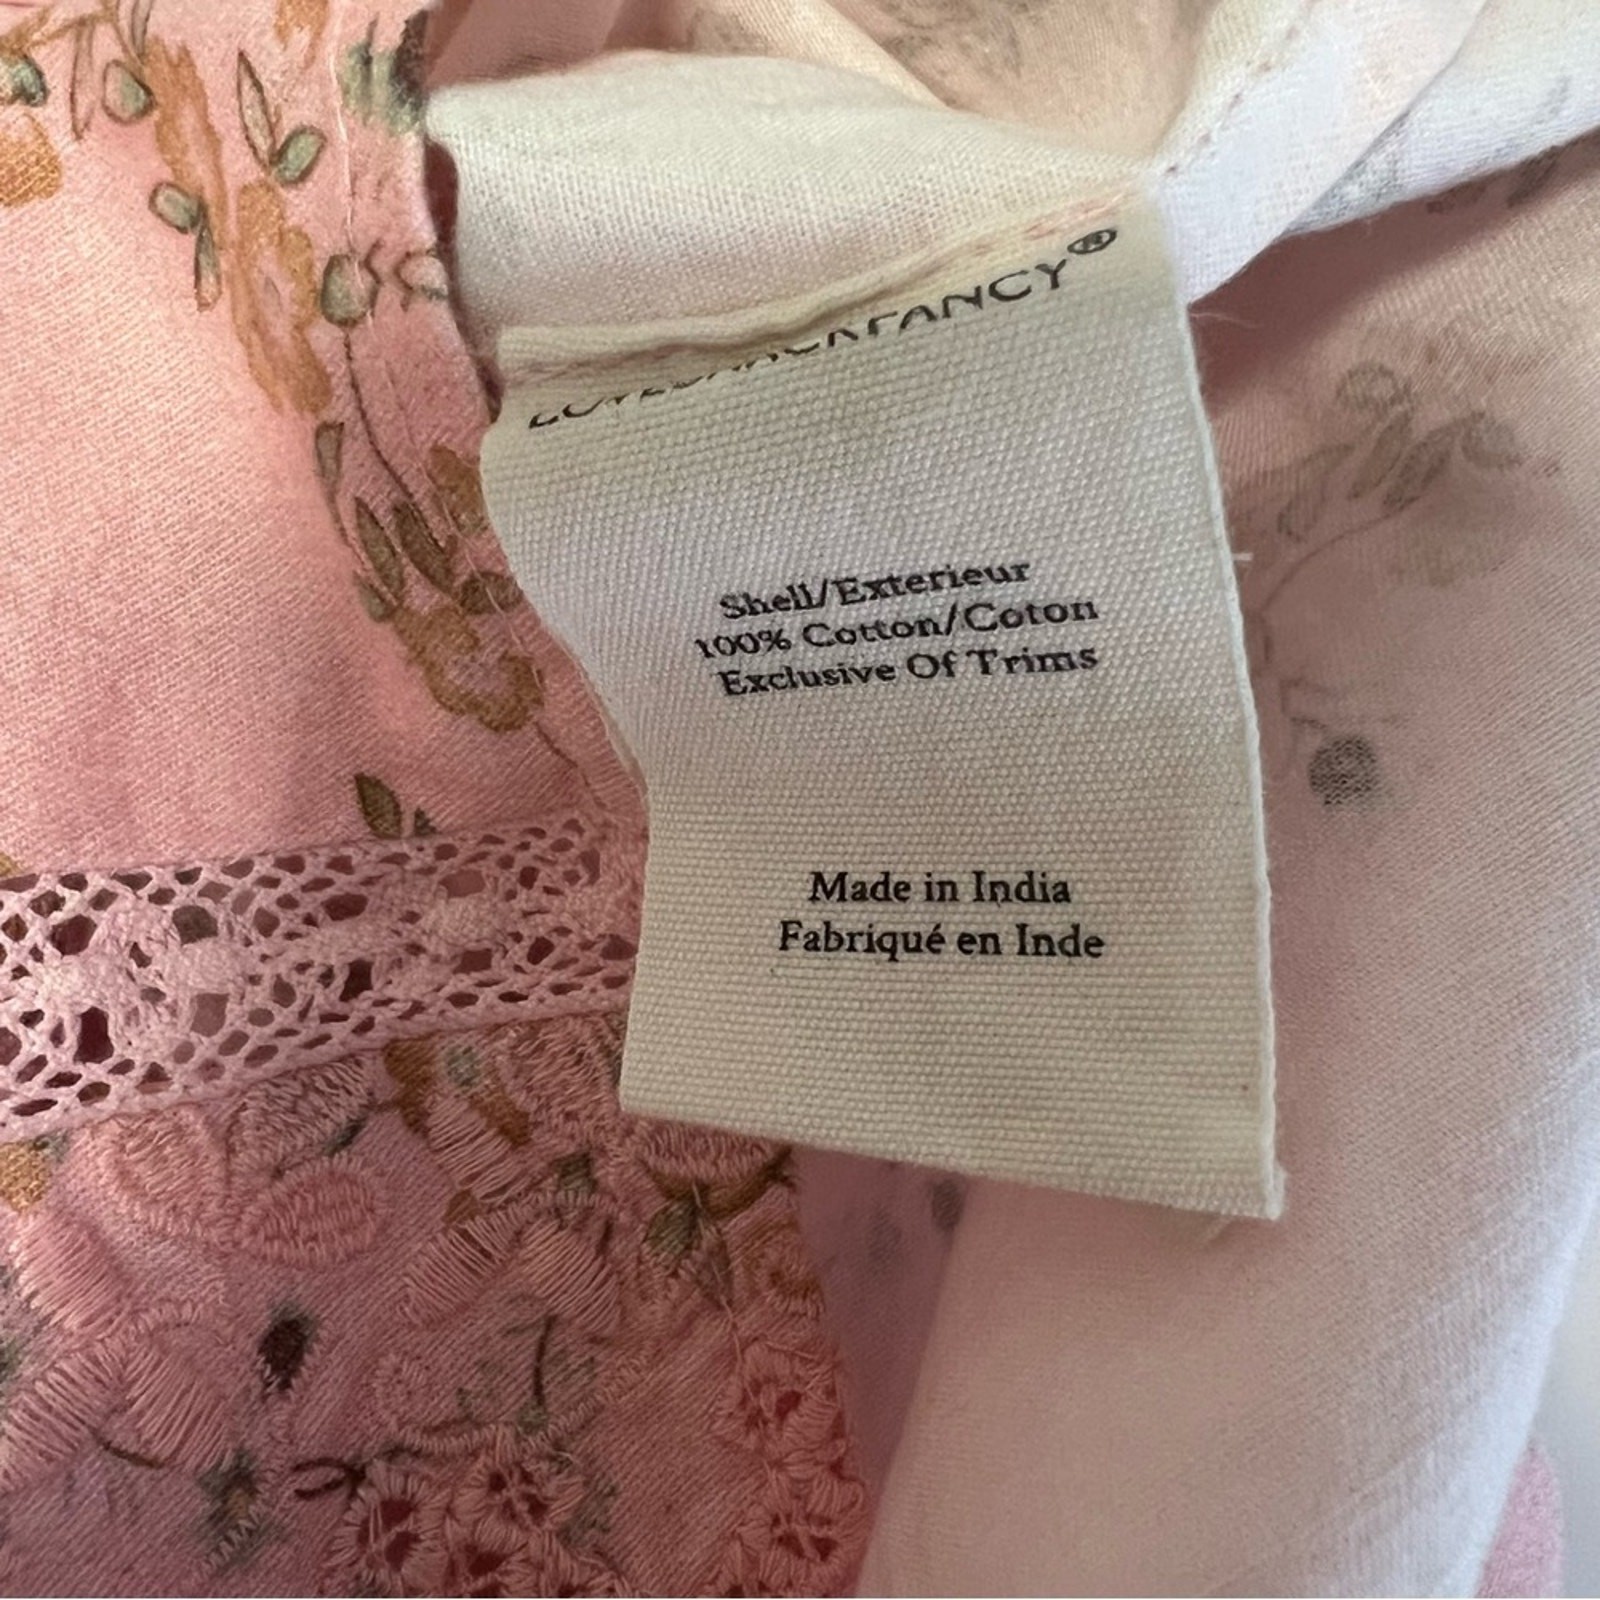 LOVESHACKFANCY®
Shell/Exterieur
100% Cotton/Coton
Exclusive Of Trims
Made in India
Fabriqué en Inde